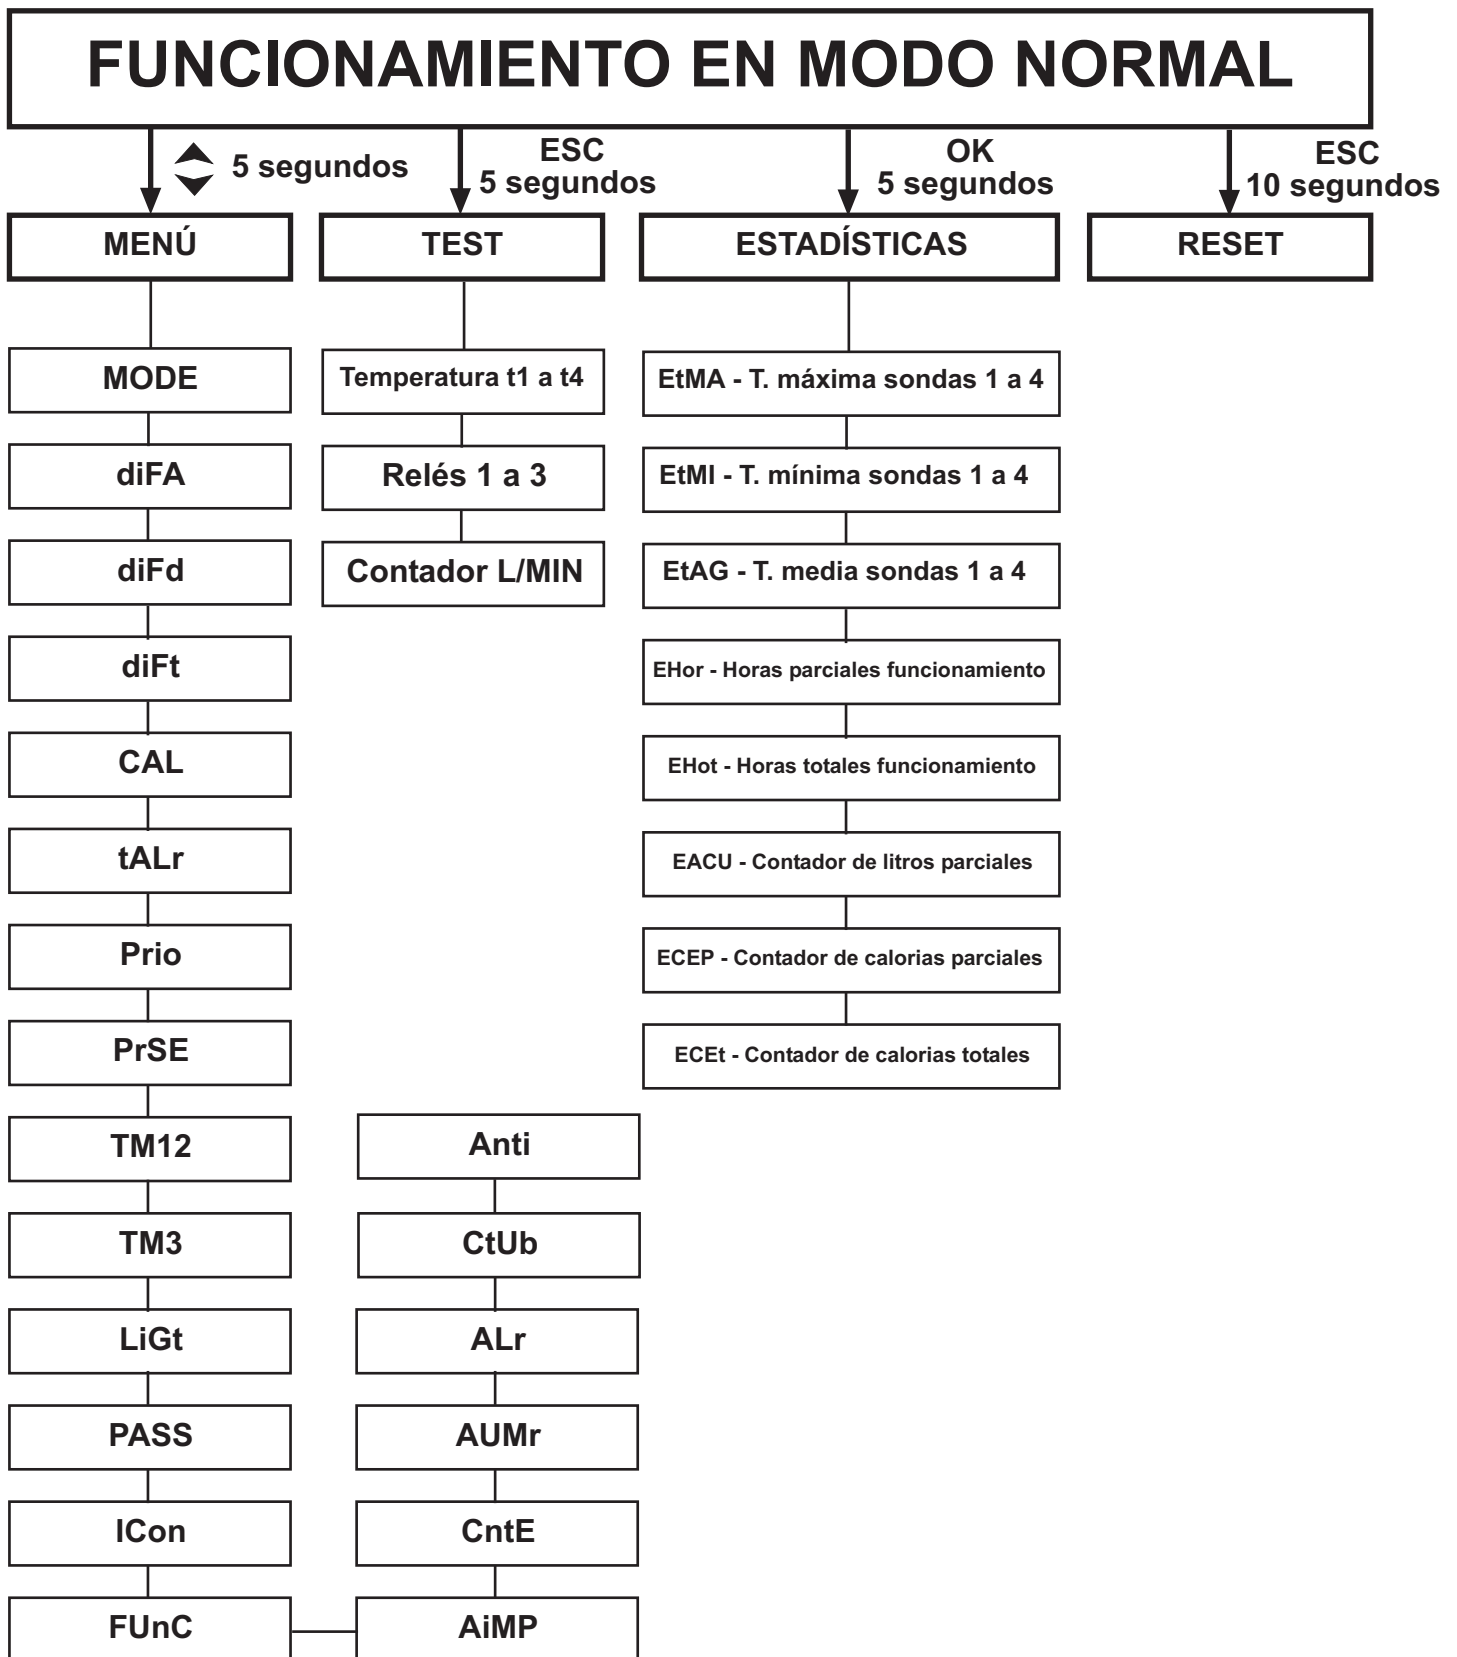 FUNCIONAMIENTO EN MODO NORMAL
5 segundos
ESC
5 segundos
OK
5 segundos
ESC
10 segundos
MENÚ
TEST
ESTADÍSTICAS
RESET
MODE
diFA
diFd
diFt
CAL
tALr
Prio
PrSE
TM12
TM3
LiGt
PASS
ICon
FUnC
Temperatura t1 a t4
Relés 1 a 3
Contador L/MIN
EtMA - T. máxima sondas 1 a 4
EtMI - T. mínima sondas 1 a 4
EtAG - T. media sondas 1 a 4
EHor - Horas parciales funcionamiento
EHot - Horas totales funcionamiento
EACU - Contador de litros parciales
ECEP - Contador de calorias parciales
ECEt - Contador de calorias totales
Anti
CtUb
ALr
AUMr
CntE
AiMP